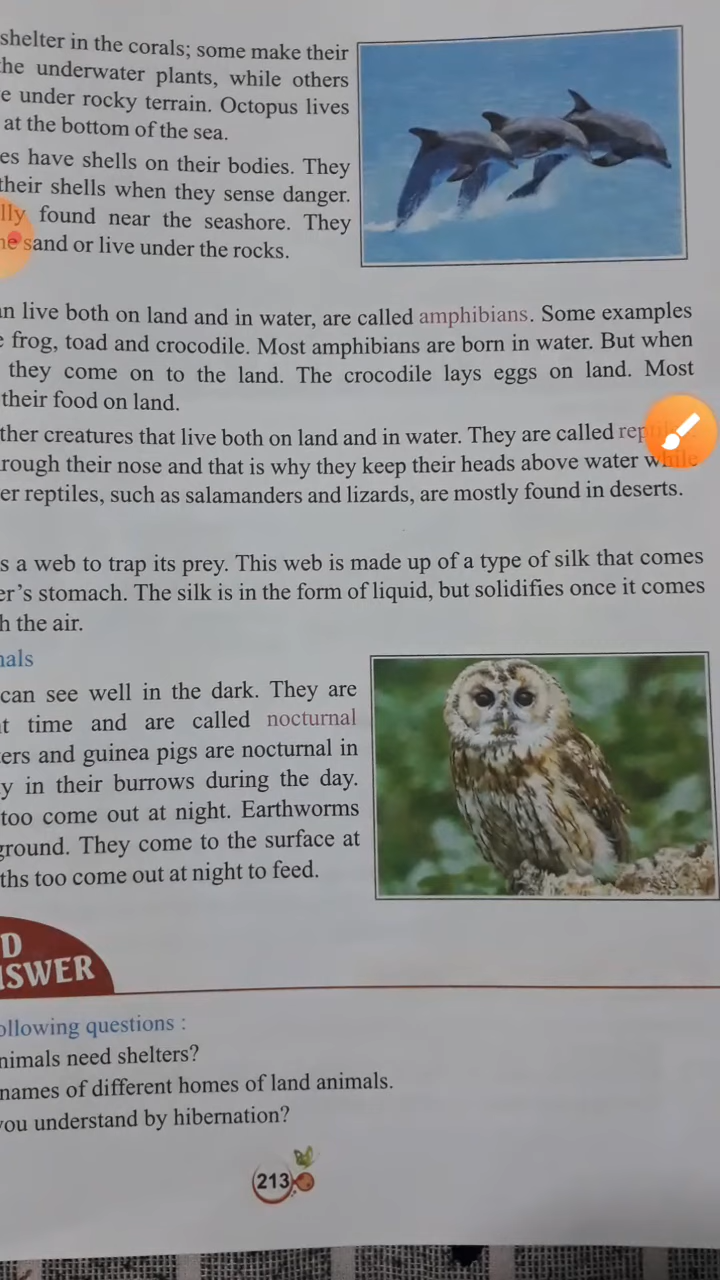 shelter in the corals; some make their
he underwater plants, while others
e under rocky terrain. Octopus lives
at the bottom of the sea.
es have shells on their bodies. They
their shells when they sense danger.
lly found near the seashore. They
he sand or live under the rocks.
n live both on land and in water, are called amphibians. Some examples
e frog, toad and crocodile. Most amphibians are born in water. But when
they come on to the land. The crocodile lays eggs on land. Most
their food on land.
ther creatures that live both on land and in water. They are called
rough their nose and that is why they keep their heads above water while
er reptiles, such as salamanders and lizards, are mostly found in deserts.
s a web to trap its prey. This web is made up of a type of silk that comes
er's stomach. The silk is in the form of liquid, but solidifies once it comes
h the air.
nals
can see well in the dark. They are
t time and are called nocturnal
ers and guinea pigs are nocturnal in
y in their burrows during the day.
too come out at night. Earthworms
ground. They come to the surface at
ths too come out at night to feed.
D
SWER
ollowing questions :
nimals need shelters?
names of different homes of land animals.
you understand by hibernation?
213